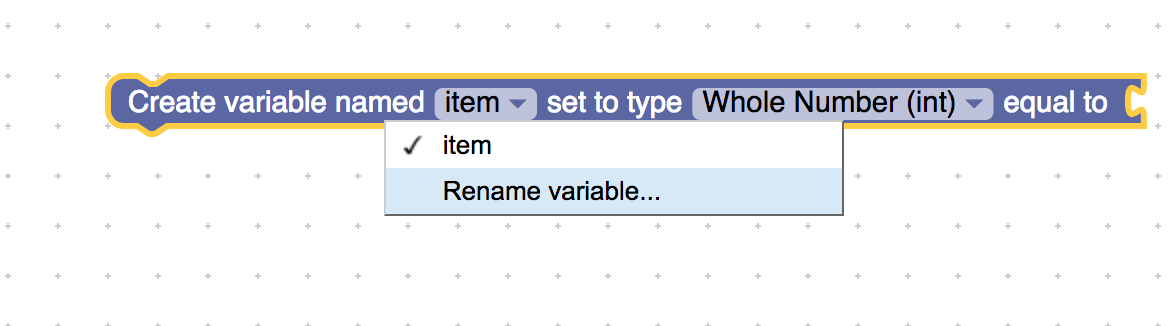 Create variable named item set to type Whole Number (int) equal to
item
Rename variable...